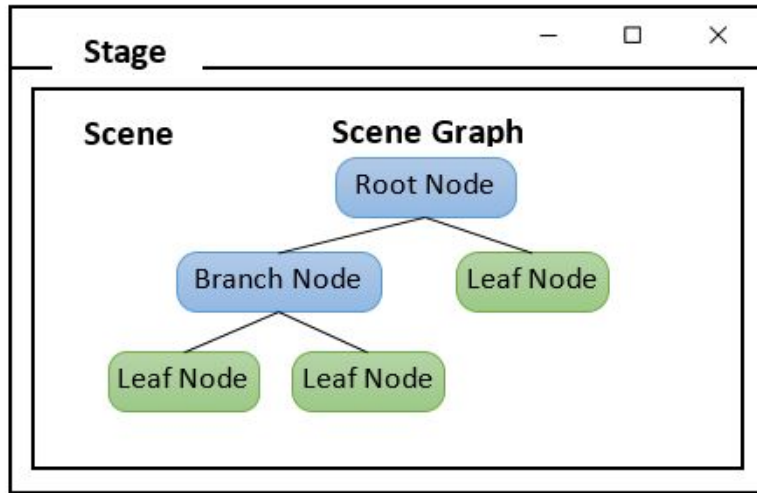 Stage
Scene
Scene Graph
Root Node
Branch Node
Leaf Node
Leaf Node
Leaf Node